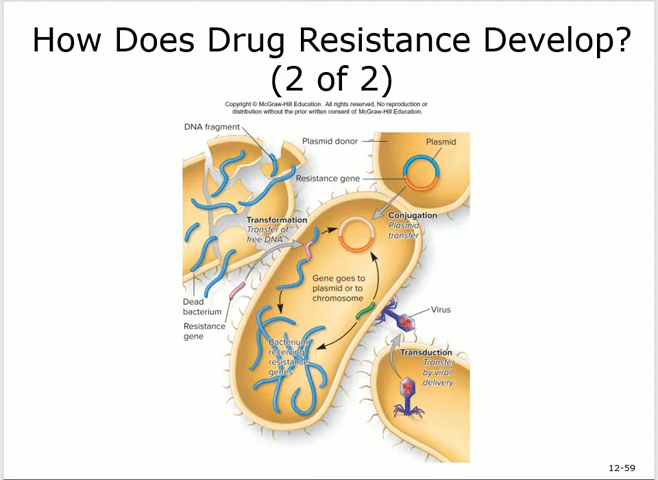 How Does Drug Resistance Develop?
(2 of 2)
Copyright © McGraw-Hill Education. All rights reserved. No reproduction or
distribution without the prior written consent of McGraw-Hill Education.
DNA fragment
Plasmid donor
Plasmid
Resistance gene
Transformation
Transfer of
free DNA
Conjugation
Plasmid
transfer
Gene goes to
plasmid or to
chromosome
Dead
bacterium
Resistance
gene
Virus
Bacterium
receiving
resistance
genes
Transduction
Transfer
by viral
delivery
12-59